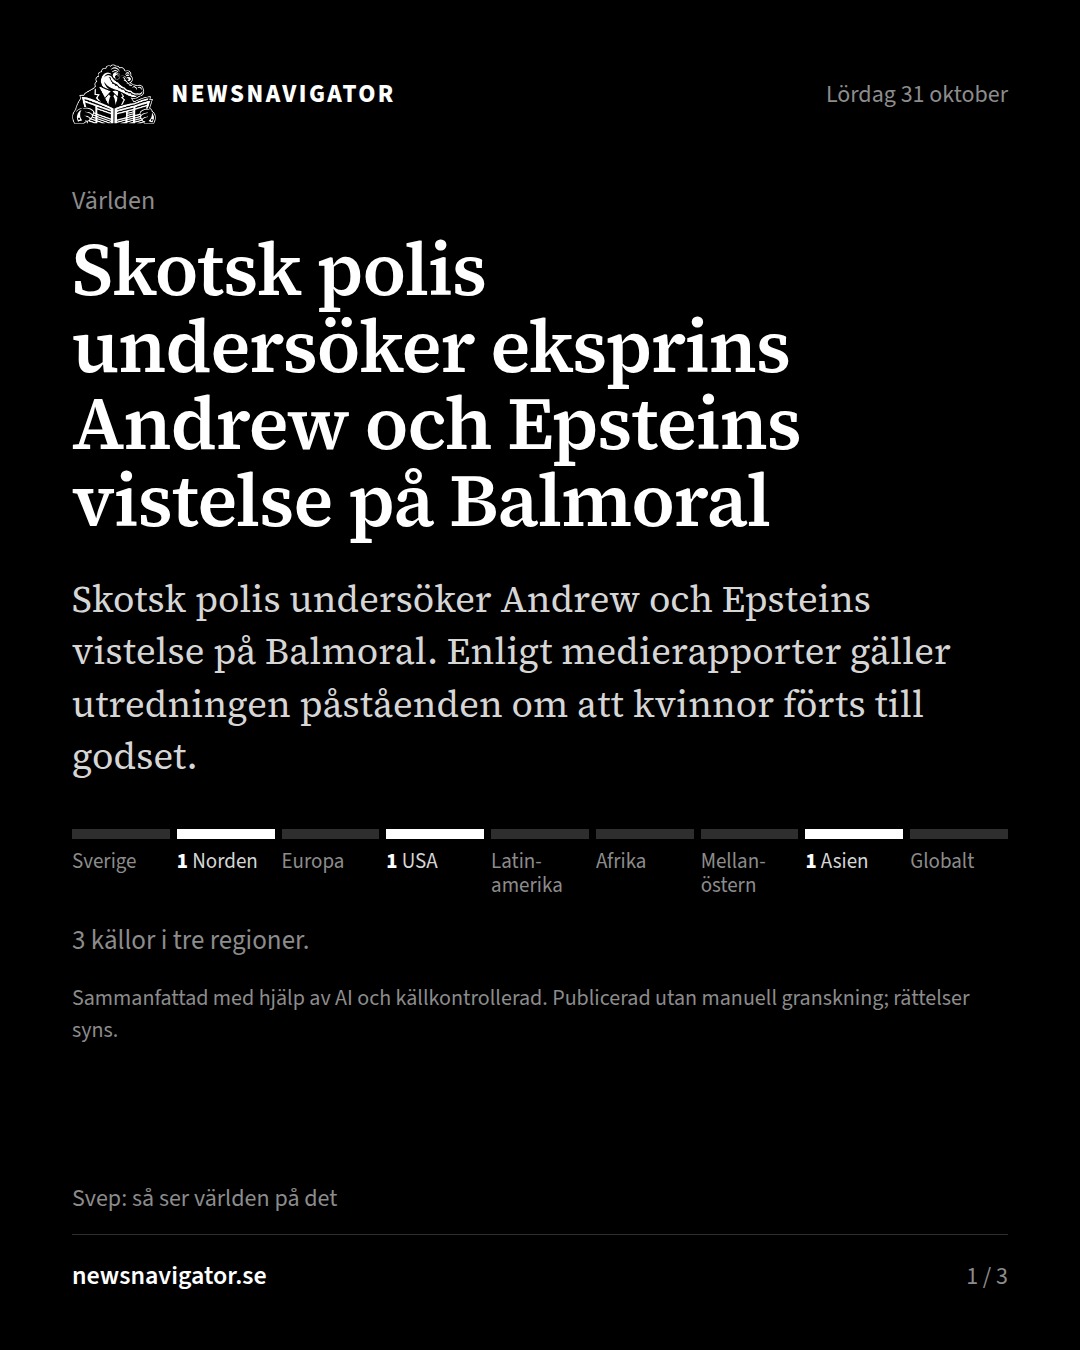 NEWSNAVIGATOR
Lördag 31 oktober
Världen
Skotsk polis
undersöker eksprins
Andrew och Epsteins
vistelse på Balmoral
Skotsk polis undersöker Andrew och Epsteins
vistelse på Balmoral. Enligt medierapporter gäller
utredningen påståenden om att kvinnor förts till
godset.
Sverige
1 Norden
Europa
1 USA
Latin-
amerika
Afrika
Mellan-
östern
1 Asien
Globalt
3 källor i tre regioner.
Sammanfattad med hjälp av AI och källkontrollerad. Publicerad utan manuell granskning; rättelser
syns.
Svep: så ser världen på det
newsnavigator.se
1 / 3